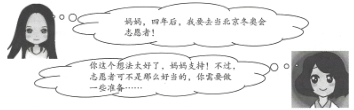 妈妈，四年后，我要去当北京冬奥会
志愿者！
你这个想法太好了，妈妈支持！不过，
志愿者可不是那么好当的，你需要做
一些准备……